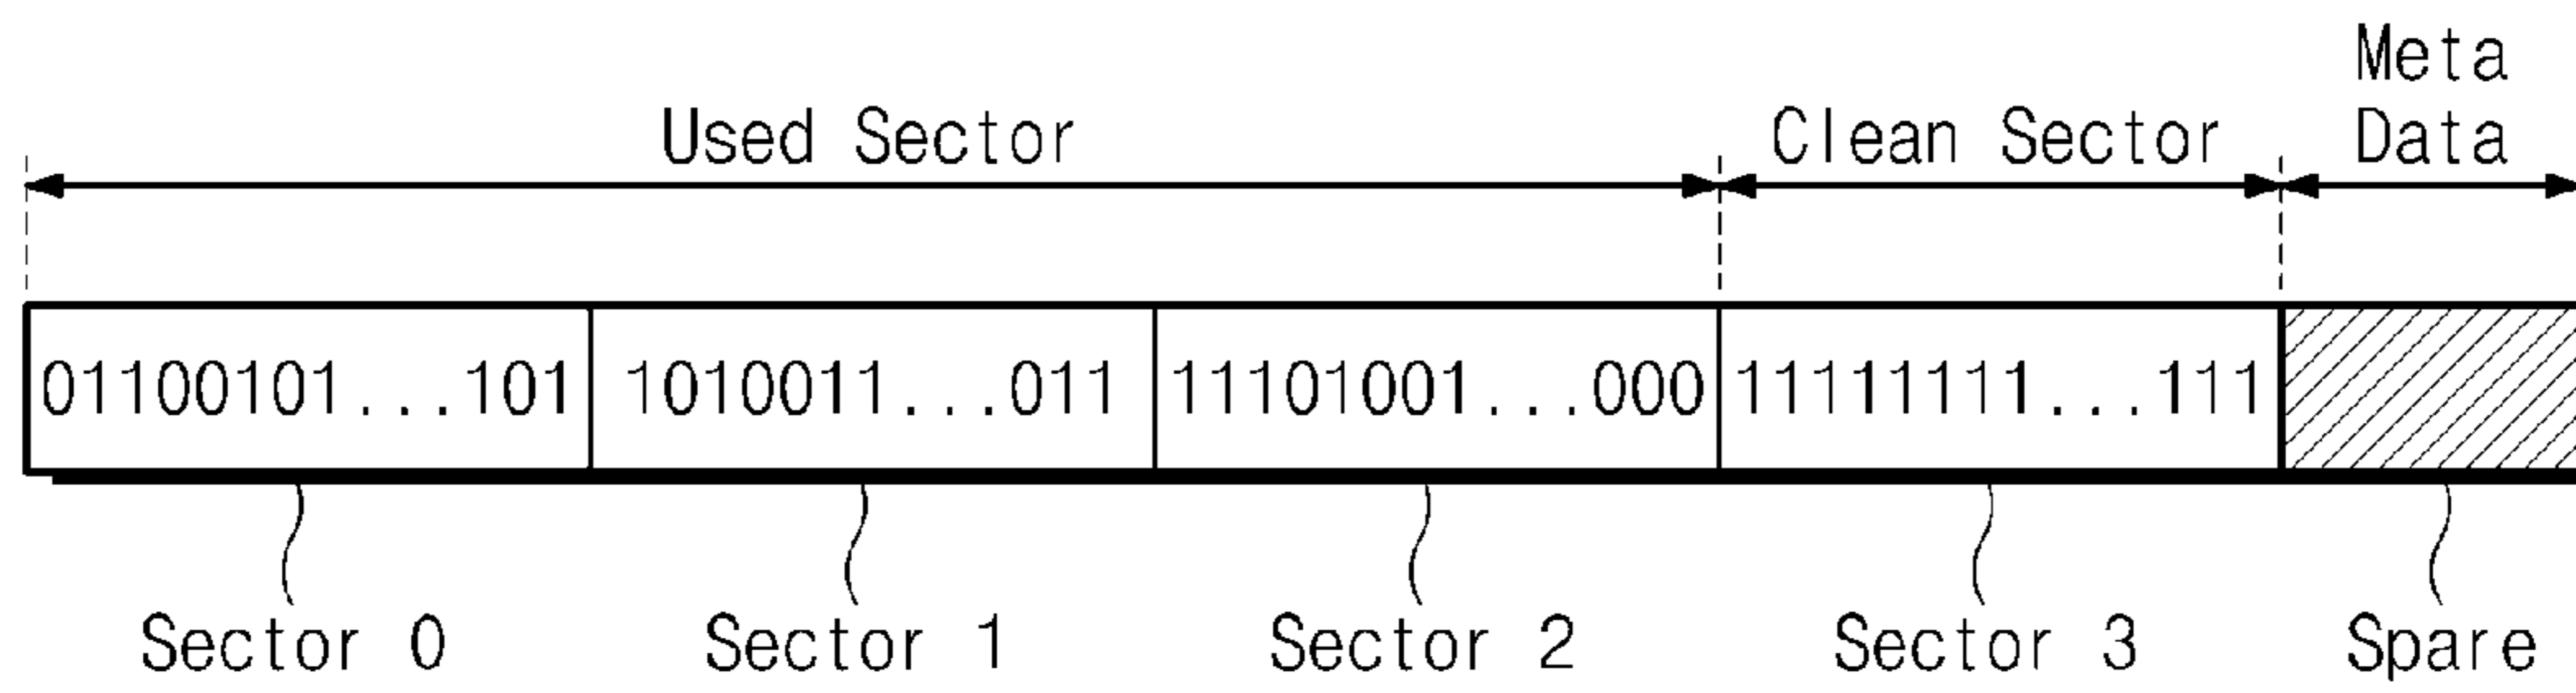 Meta
Used Sector Clean Sector Data
01100101...101 1010011...011 11101001...000 11111111...111
Sector 0 Sector 1 Sector 2 Sector 3 Spare